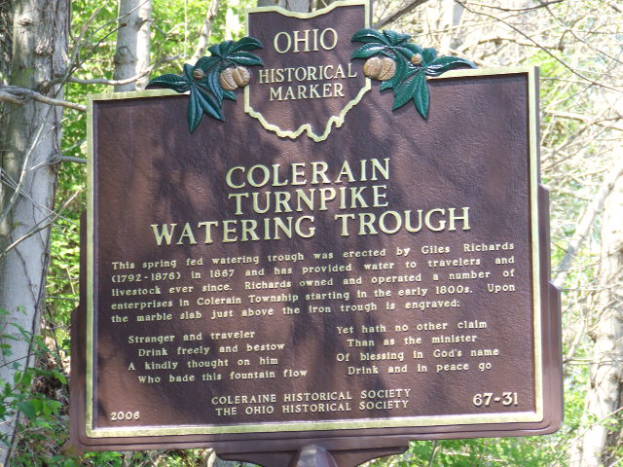 OHIO
HISTORICAL
MARKER
COLERAIN
TURNPIKE
WATERING TROUGH
This spring fed watering trough was erected by Giles Richards
(1792-1876) in 1867 and has provided water to travelers and
livestock ever since. Richards owned and operated a number of
enterprises in Colerain Township starting in the early 1800s. Upon
the marble slab just above the iron trough is engraved:
Stranger and traveler
Drink freely and bestow
A kindly thought on him
Who bade this fountain flow
Yet hath no other claim
Than as the minister
Of blessing in God's name
Drink and in peace go
COLERAINE HISTORICAL SOCIETY
THE OHIO HISTORICAL SOCIETY
2006
67-31